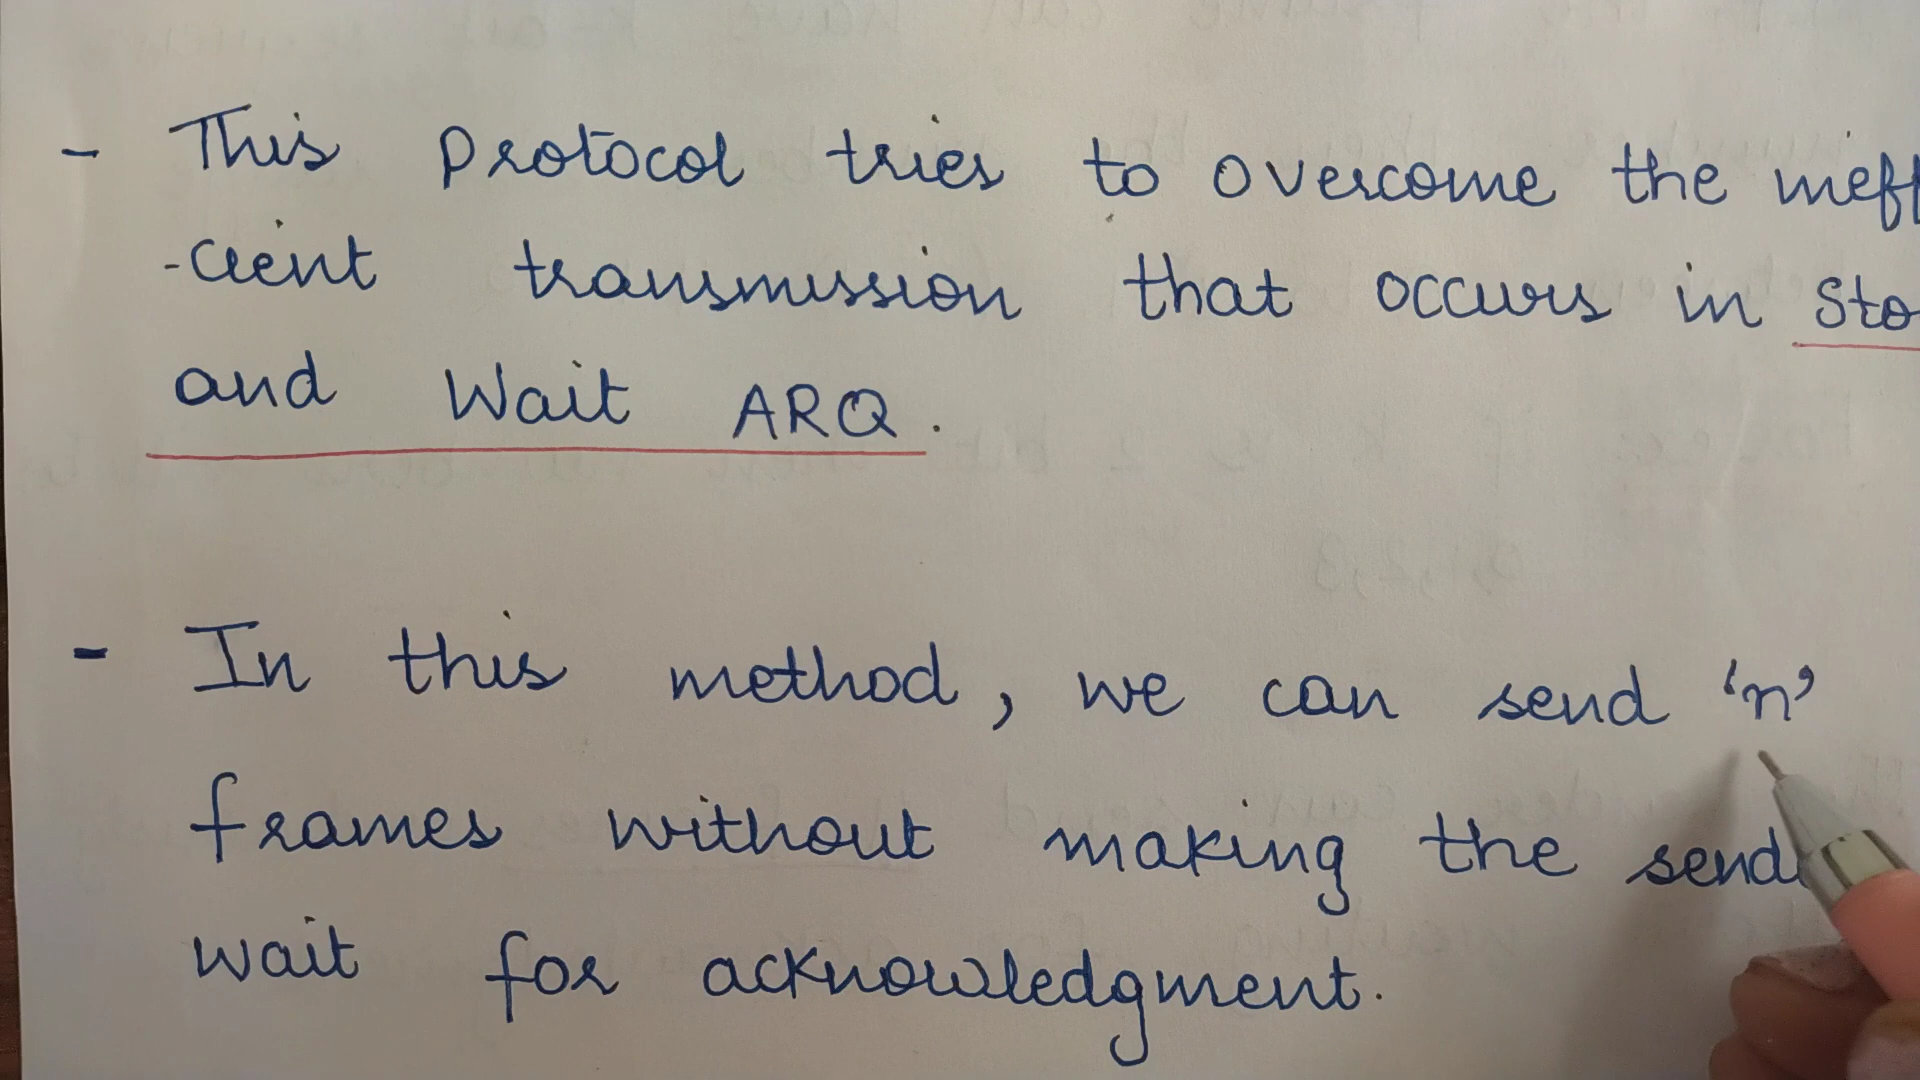 - This Protocol tries to overcome the ineff
-cient transmission that occurs in Sto
and Wait ARQ.
- In this method, we can send 'n'
frames without making the send
wait for acknowledgment.